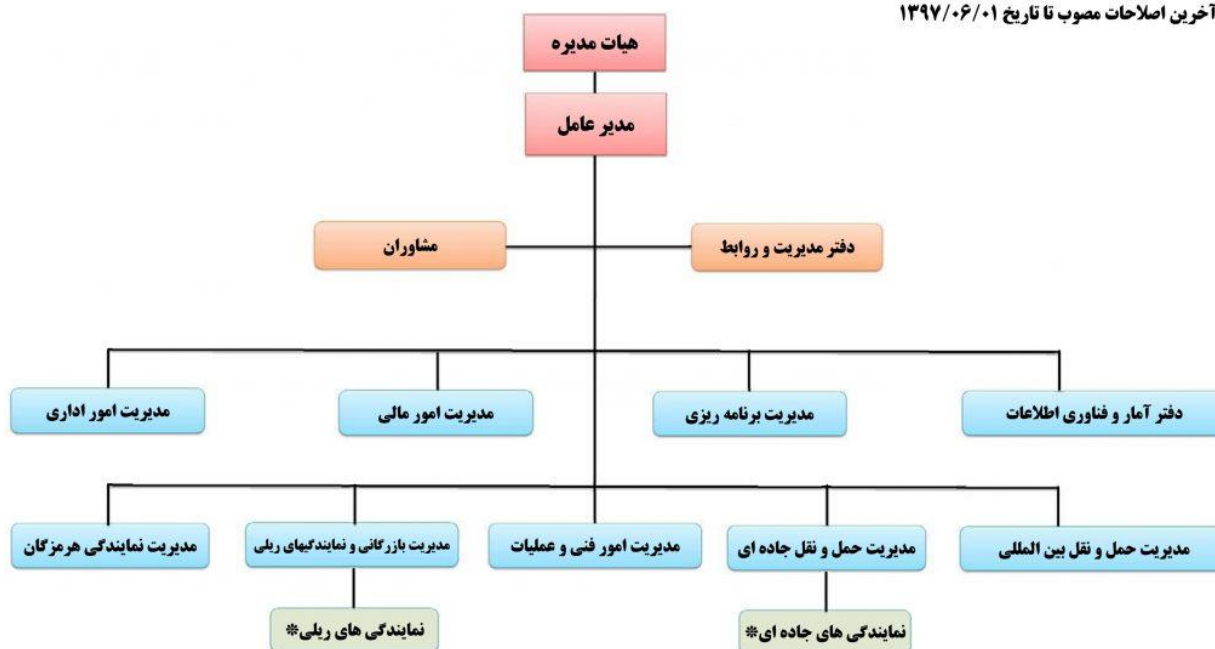 آخرین اصلاحات مصوب تا تاریخ ۱۳۹۷/۰۶/۰۱
هیات مدیره
مدیر عامل
دفتر مدیریت و روابط
مشاوران
دفتر آمار و فناوری اطلاعات
مدیریت برنامه ریزی
مدیریت امور مالی
مدیریت امور اداری
مدیریت حمل و نقل بین المللی
مدیریت حمل و نقل جاده ای
مدیریت امور فنی و عملیات
مدیریت بازرگانی و نمایندگیهای ریلی
مدیریت نمایندگی هرمزگان
نمایندگی های جاده ای*
نمایندگی های ریلی*